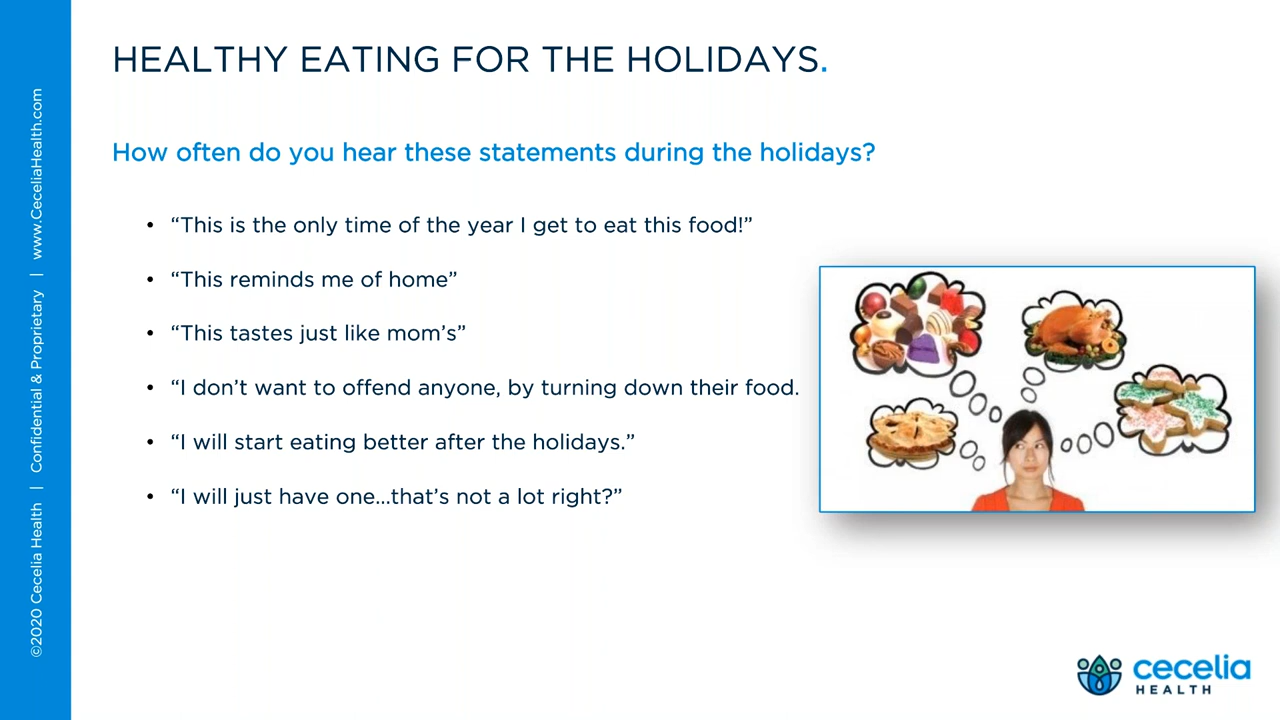 HEALTHY EATING FOR THE HOLIDAYS.
How often do you hear these statements during the holidays?
• “This is the only time of the year I get to eat this food!”
• “This reminds me of home”
• “This tastes just like mom’s”
• “I don’t want to offend anyone, by turning down their food.
• “I will start eating better after the holidays.”
• “I will just have one...that’s not a lot right?”
©2020 Cecelia Health | Confidential & Proprietary | www.CeceliaHealth.com
cecelia
HEALTH